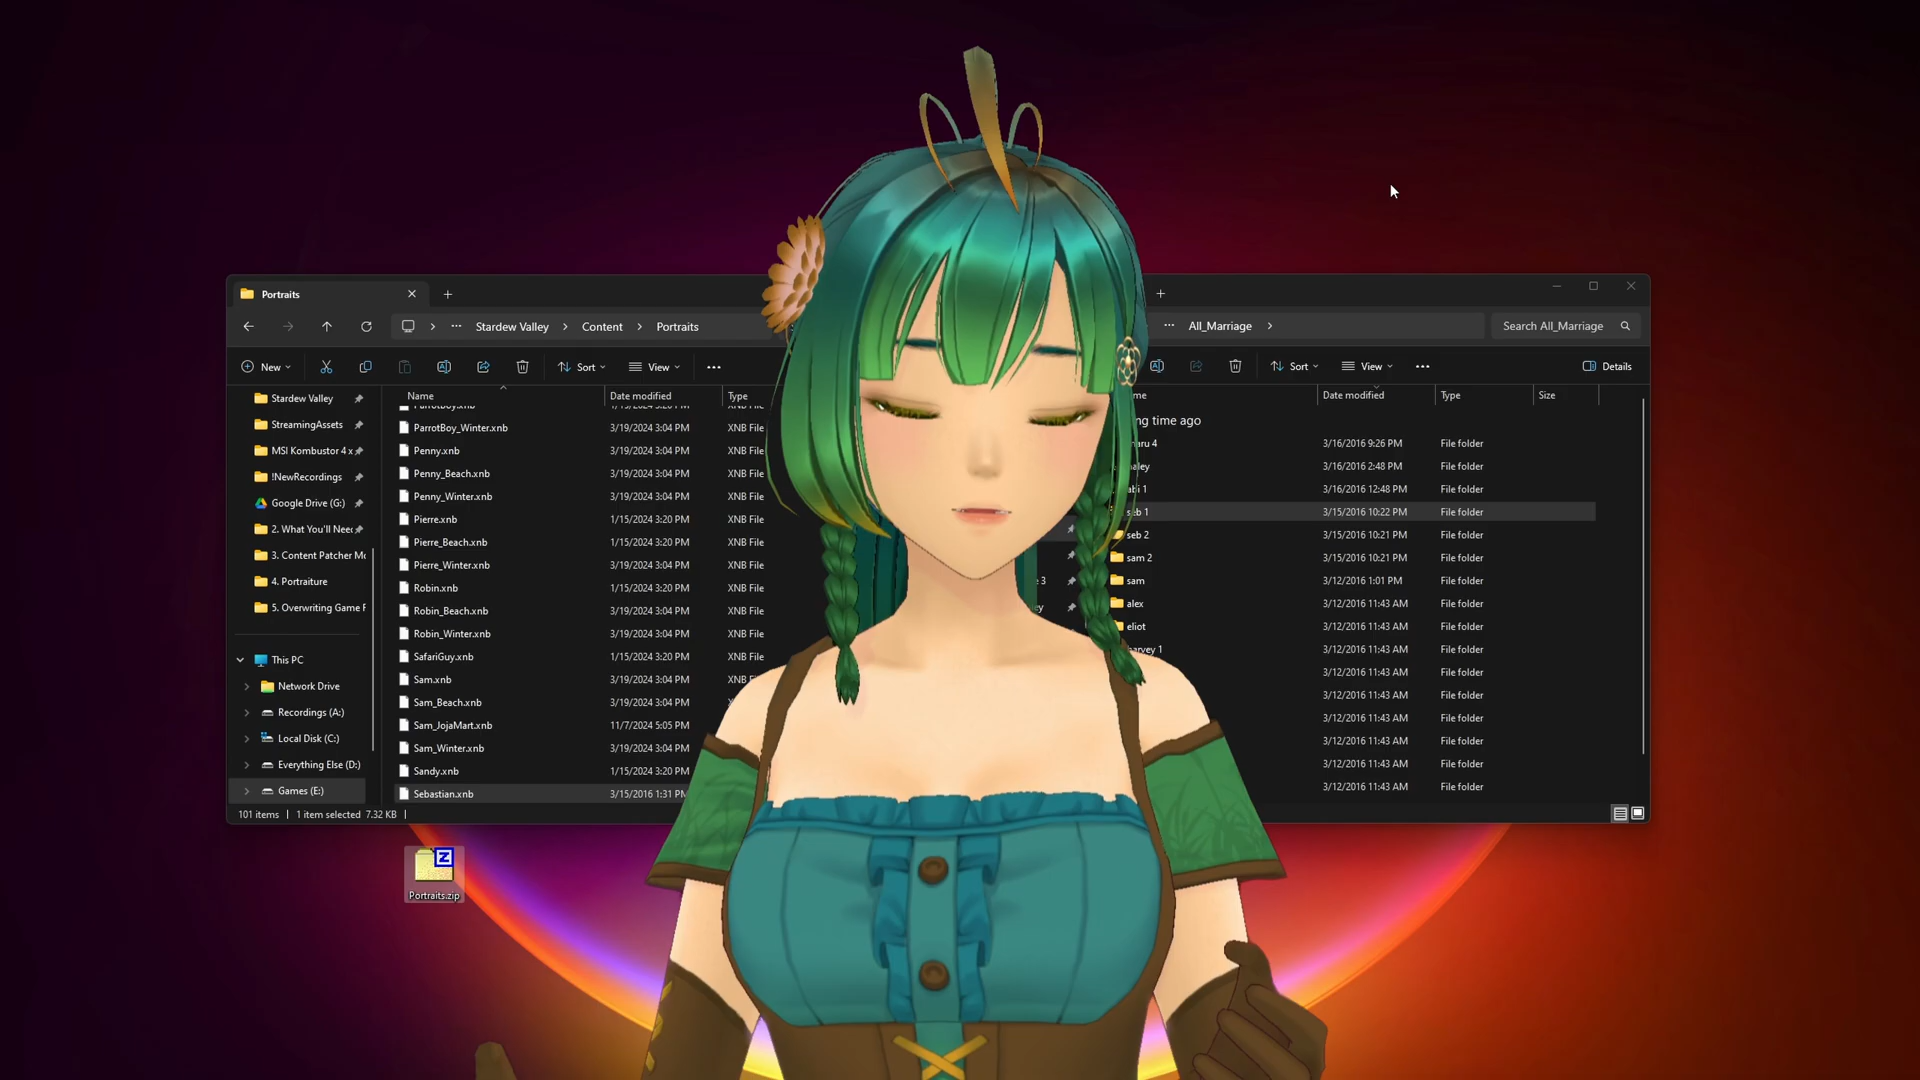 Portraits
Stardew Valley
Content
Portraits
All_Marriage
Search All_Marriage
New
Sort
View
Sort
View
Details
Stardew Valley
StreamingAssets
MSI Kombustor 4 x
!NewRecordings
Google Drive (G:)
2. What You'll Need
3. Content Patcher Mo
4. Portraiture
5. Overwriting Game F
This PC
Network Drive
Recordings (A:)
Local Disk (C:)
Everything Else (D:)
Games (E:)
Name Date modified Type
ParrotBoy_Winter.xnb 3/19/2024 3:04 PM XNB File
Penny.xnb 3/19/2024 3:04 PM XNB File
Penny_Beach.xnb 3/19/2024 3:04 PM XNB File
Penny_Winter.xnb 3/19/2024 3:04 PM XNB File
Pierre.xnb 1/15/2024 3:20 PM XNB File
Pierre_Beach.xnb 1/15/2024 3:20 PM XNB File
Pierre_Winter.xnb 3/19/2024 3:04 PM XNB File
Robin.xnb 1/15/2024 3:20 PM XNB File
Robin_Beach.xnb 3/19/2024 3:04 PM XNB File
Robin_Winter.xnb 3/19/2024 3:04 PM XNB File
SafariGuy.xnb 1/15/2024 3:20 PM XNB File
Sam.xnb 3/19/2024 3:04 PM XNB F
Sam_Beach.xnb 3/19/2024 3:04 PM
Sam_JojaMart.xnb 11/7/2024 5:05 PM
Sam_Winter.xnb 3/19/2024 3:04 PM
Sandy.xnb 1/15/2024 3:20 PM
Sebastian.xnb 3/15/2016 1:31 PM
101 items 1 item selected 7.32 KB
me Date modified Type Size
ng time ago
aru 4 3/16/2016 9:26 PM File folder
aley 3/16/2016 2:48 PM File folder
abi 1 3/16/2016 12:48 PM File folder
seb 1 3/15/2016 10:22 PM File folder
seb 2 3/15/2016 10:21 PM File folder
sam 2 3/15/2016 10:21 PM File folder
e 3 sam 3/12/2016 1:01 PM File folder
ey alex 3/12/2016 11:43 AM File folder
eliot 3/12/2016 11:43 AM File folder
arvey 1 3/12/2016 11:43 AM File folder
3/12/2016 11:43 AM File folder
3/12/2016 11:43 AM File folder
3/12/2016 11:43 AM File folder
3/12/2016 11:43 AM File folder
3/12/2016 11:43 AM File folder
3/12/2016 11:43 AM File folder
Portraits.zip